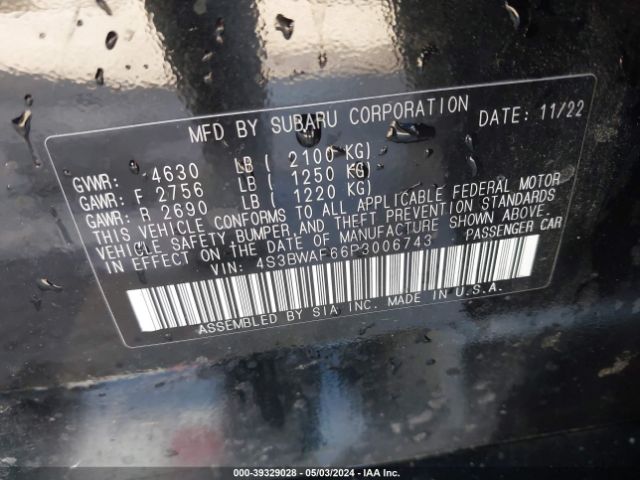 MFD BY SUBARU CORPORATION DATE: 11/22
GVWR: 4630 LB ( 2100 KG)
GAWR: F 2756 LB ( 1250 KG)
GAWR: R 2690 LB ( 1220 KG)
THIS VEHICLE CONFORMS TO ALL APPLICABLE FEDERAL MOTOR
VEHICLE SAFETY, BUMPER, AND THEFT PREVENTION STANDARDS
IN EFFECT ON THE DATE OF MANUFACTURE SHOWN ABOVE.
VIN: 4S3BWAF66P3006743 PASSENGER CAR
ASSEMBLED BY SIA INC. MADE IN U.S.A.
000-39329028 - 05/03/2024 - IAA Inc.